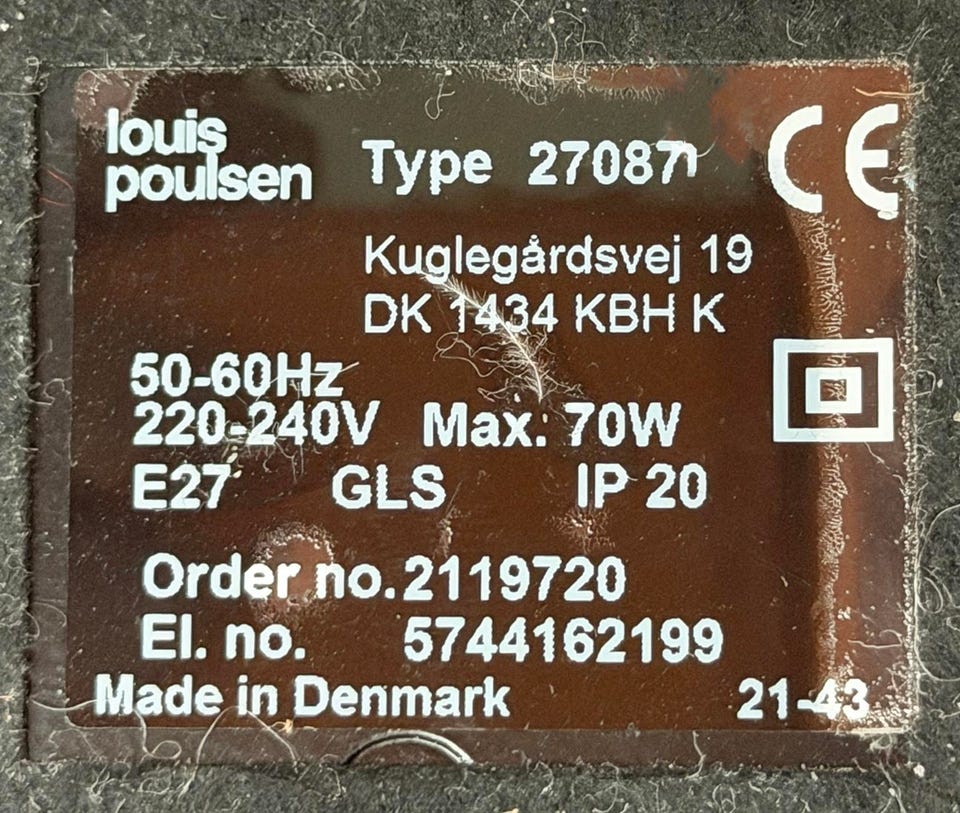 louis
poulsen
Type 27087
Kuglegårdsvej 19
DK 1434 KBH K
CE
50-60Hz
220-240V Max. 70W
E27 GLS IP 20
Order no.2119720
El. no. 5744162199
Made in Denmark 21-43